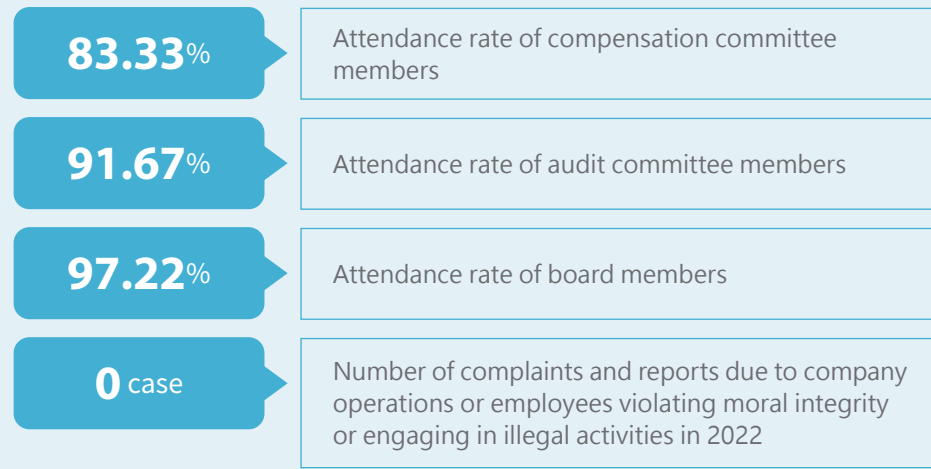 83.33%
Attendance rate of compensation committee
members
91.67%
Attendance rate of audit committee members
97.22%
Attendance rate of board members
0 case
Number of complaints and reports due to company
operations or employees violating moral integrity
or engaging in illegal activities in 2022